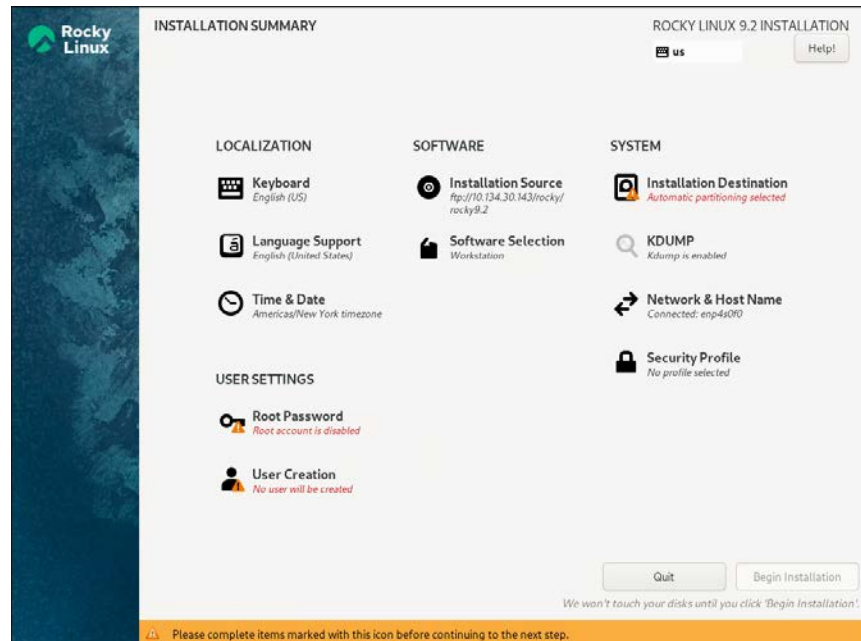 Rocky
Linux
INSTALLATION SUMMARY
ROCKY LINUX 9.2 INSTALLATION
us
Help!
LOCALIZATION
Keyboard
English (US)
Language Support
English (United States)
Time & Date
Americas/New York timezone
USER SETTINGS
Root Password
Root account is disabled
User Creation
No user will be created
SOFTWARE
Installation Source
ftp://10.134.30.143/rocky/
rocky9.2
Software Selection
Workstation
SYSTEM
Installation Destination
Automatic partitioning selected
KDUMP
Kdump is enabled
Network & Host Name
Connected: enp4s0f0
Security Profile
No profile selected
Quit
Begin Installation
We won't touch your disks until you click 'Begin Installation'.
Please complete items marked with this icon before continuing to the next step.